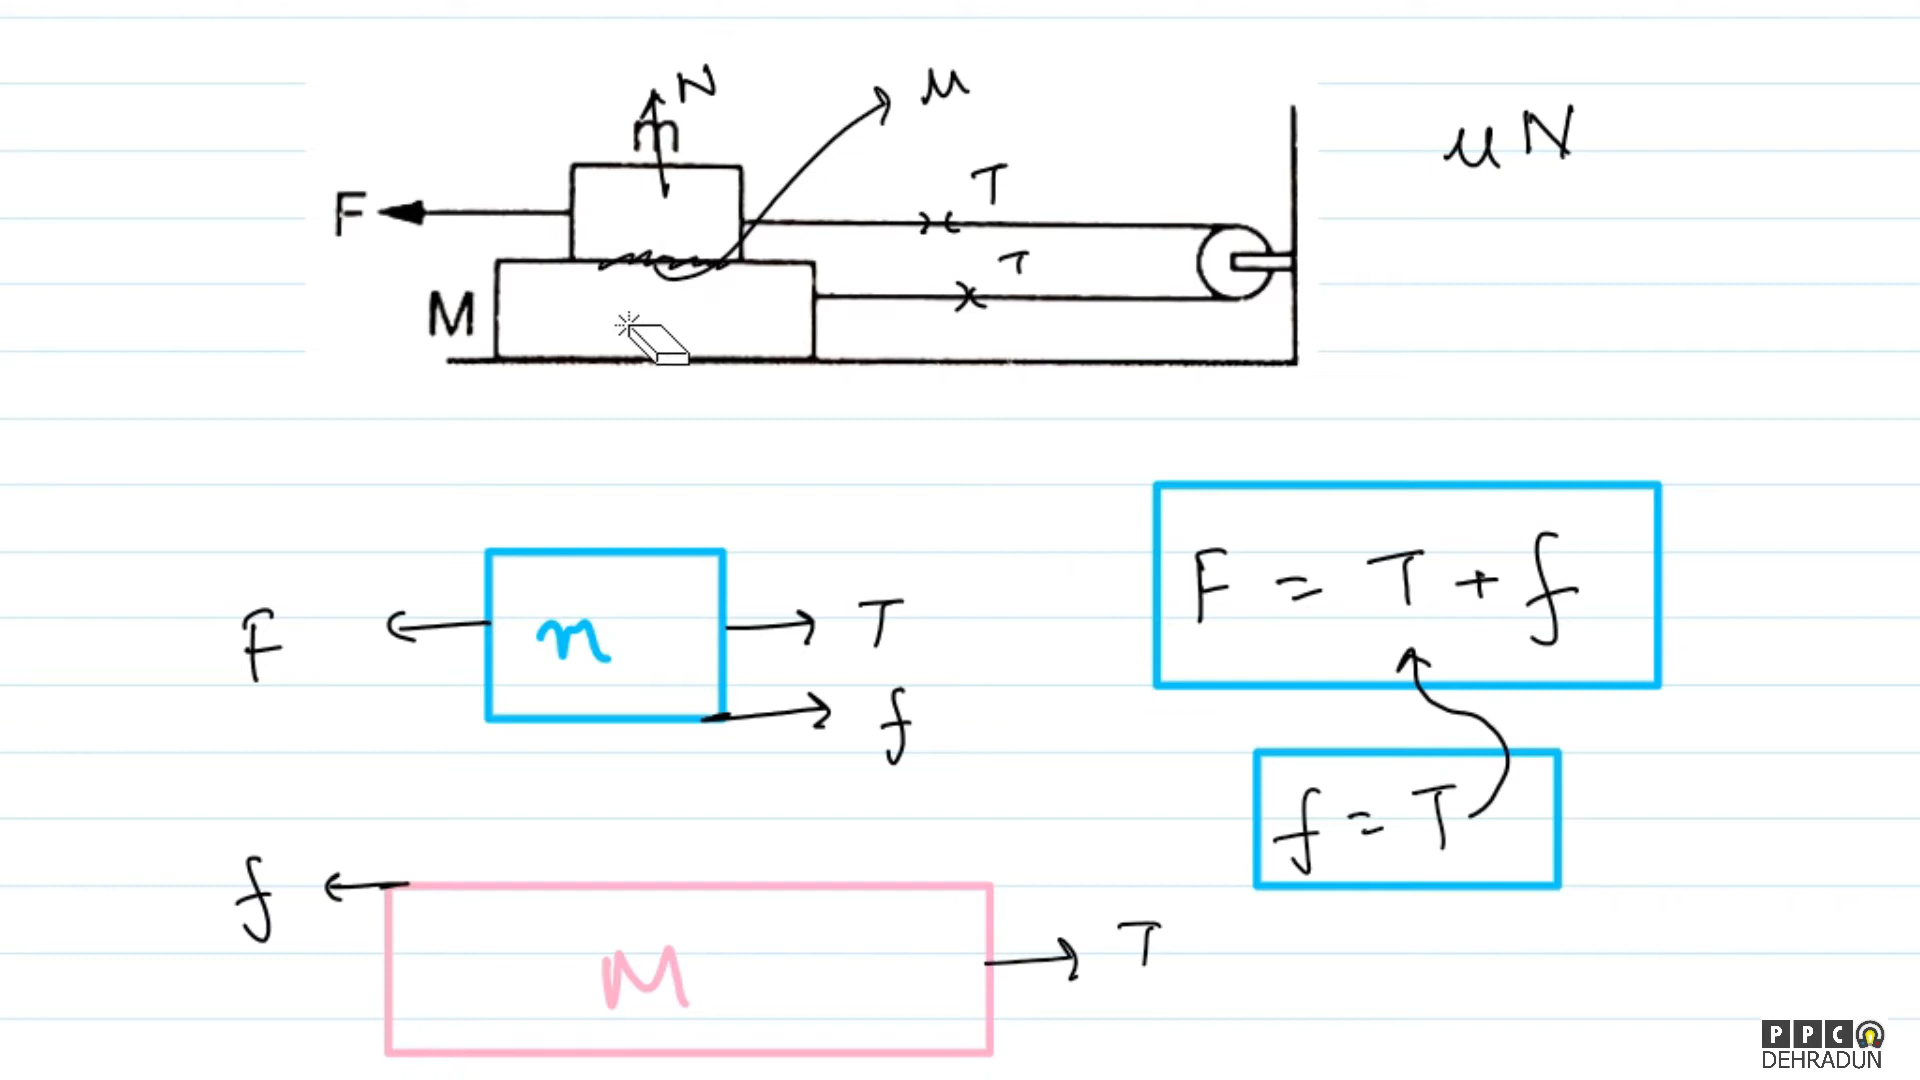 N
μ
μN
m
T
F
T
M
F = T + f
F
m
T
f
f = T
f
M
T
PPC
DEHRADUN